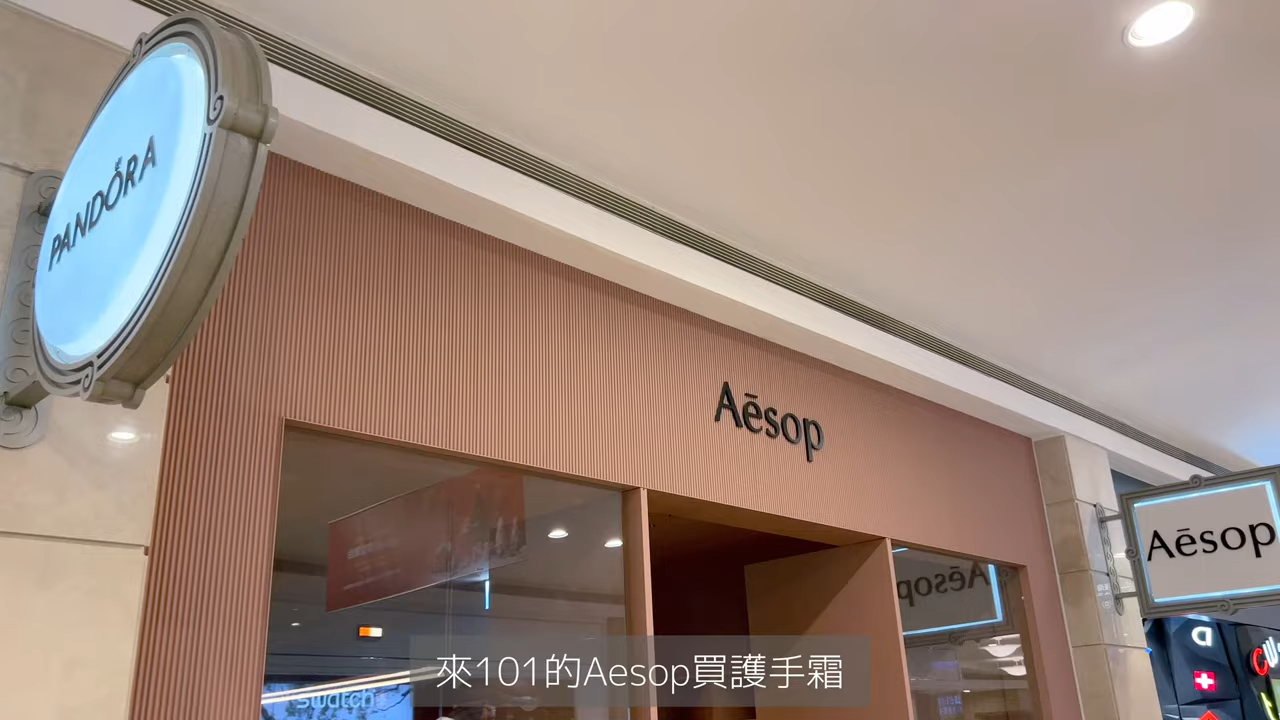 PANDORA
Aēsop
Aēsop
Aēsop
swatch
來101的Aesop買護手霜